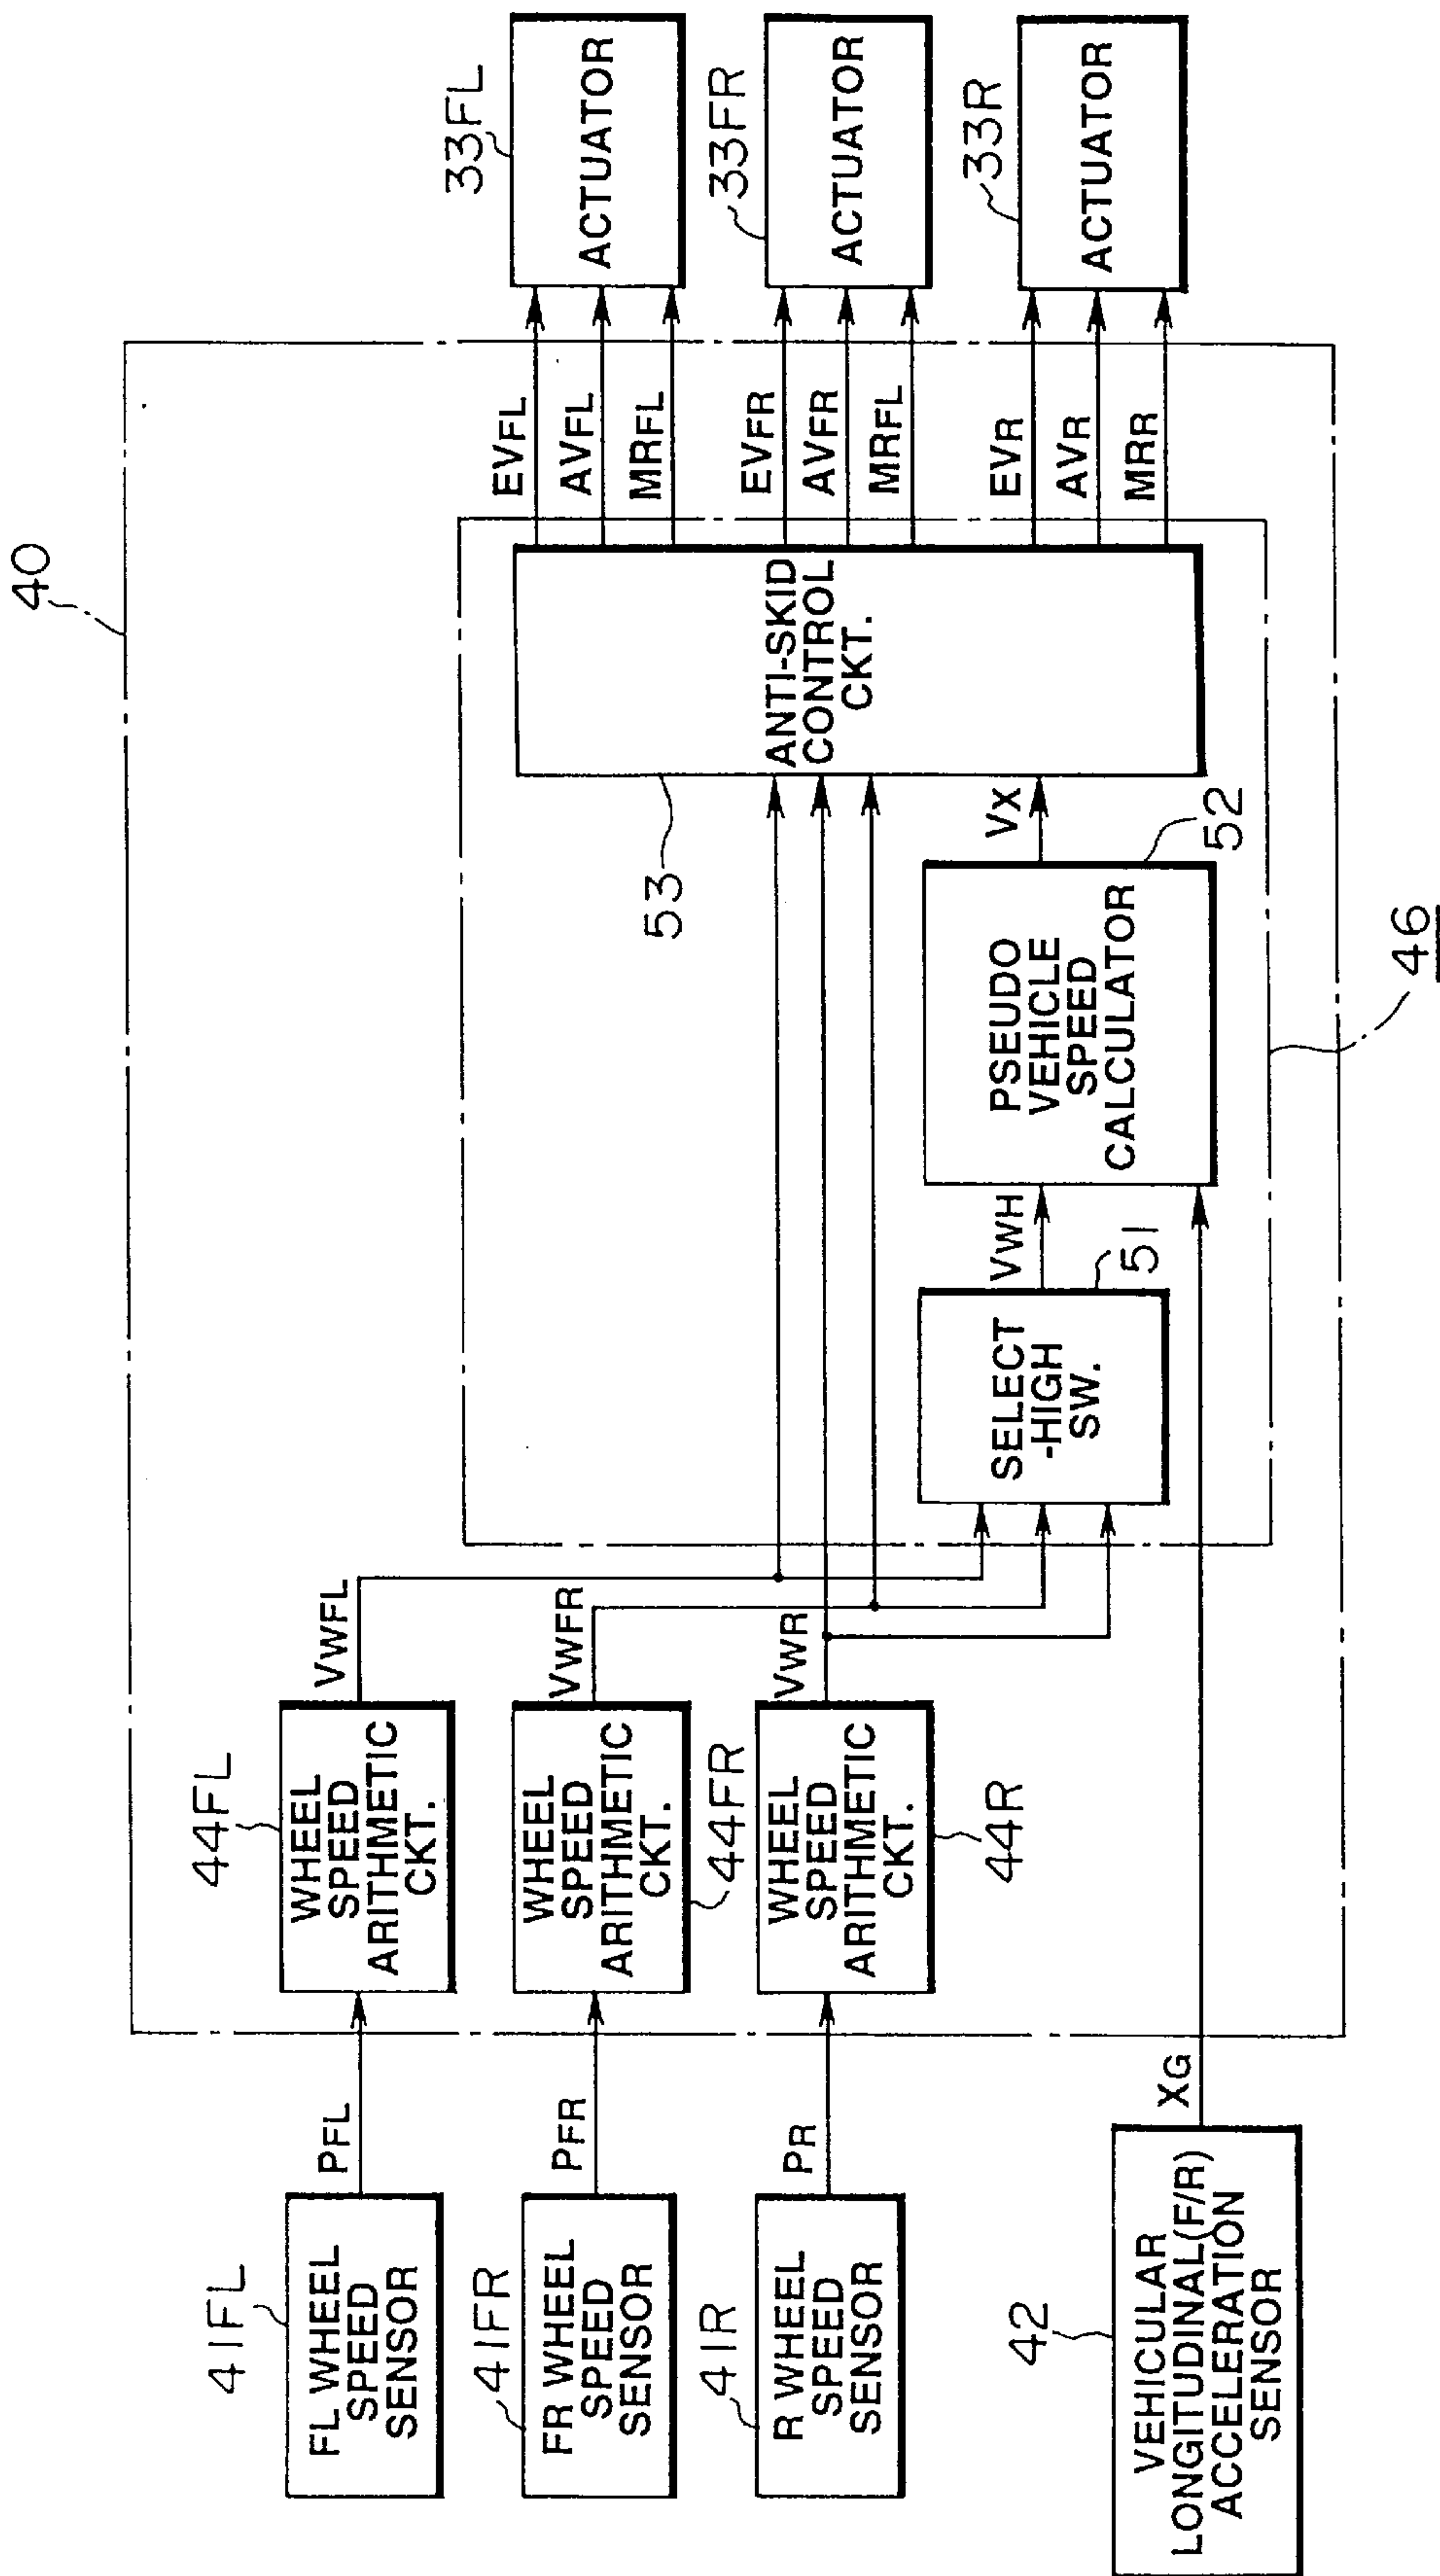 40
41FL
FL WHEEL
SPEED
SENSOR
PFL
44FL
WHEEL
SPEED
ARITHMETIC
CKT.
VWFL
41FR
FR WHEEL
SPEED
SENSOR
PFR
44FR
WHEEL
SPEED
ARITHMETIC
CKT.
VWFR
41R
R WHEEL
SPEED
SENSOR
PR
44R
WHEEL
SPEED
ARITHMETIC
CKT.
VWR
42
VEHICULAR
LONGITUDINAL(F/R)
ACCELERATION
SENSOR
XG
SELECT
-HIGH
SW.
51
VWH
PSEUDO
VEHICLE
SPEED
CALCULATOR
52
VX
53
ANTI-SKID
CONTROL
CKT.
46
EVFL
AVFL
MRFL
33FL
ACTUATOR
EVFR
AVFR
MRFL
33FR
ACTUATOR
EVR
AVR
MRR
33R
ACTUATOR